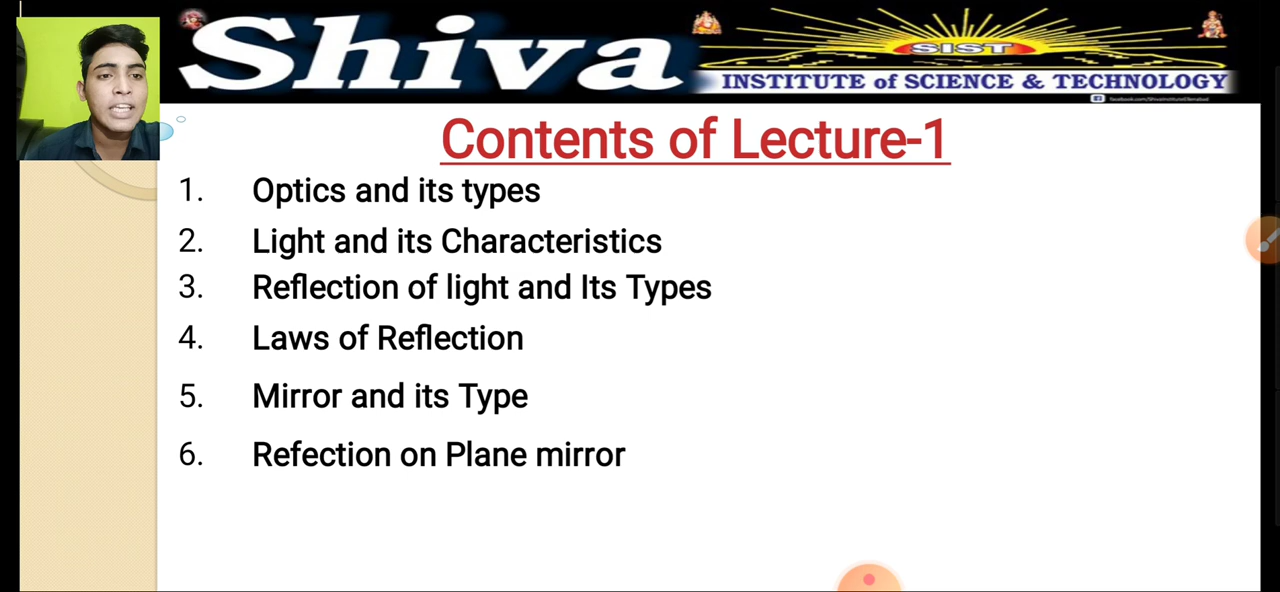 Shiva
SIST
INSTITUTE of SCIENCE & TECHNOLOGY
Contents of Lecture-1
1. Optics and its types
2. Light and its Characteristics
3. Reflection of light and Its Types
4. Laws of Reflection
5. Mirror and its Type
6. Refection on Plane mirror